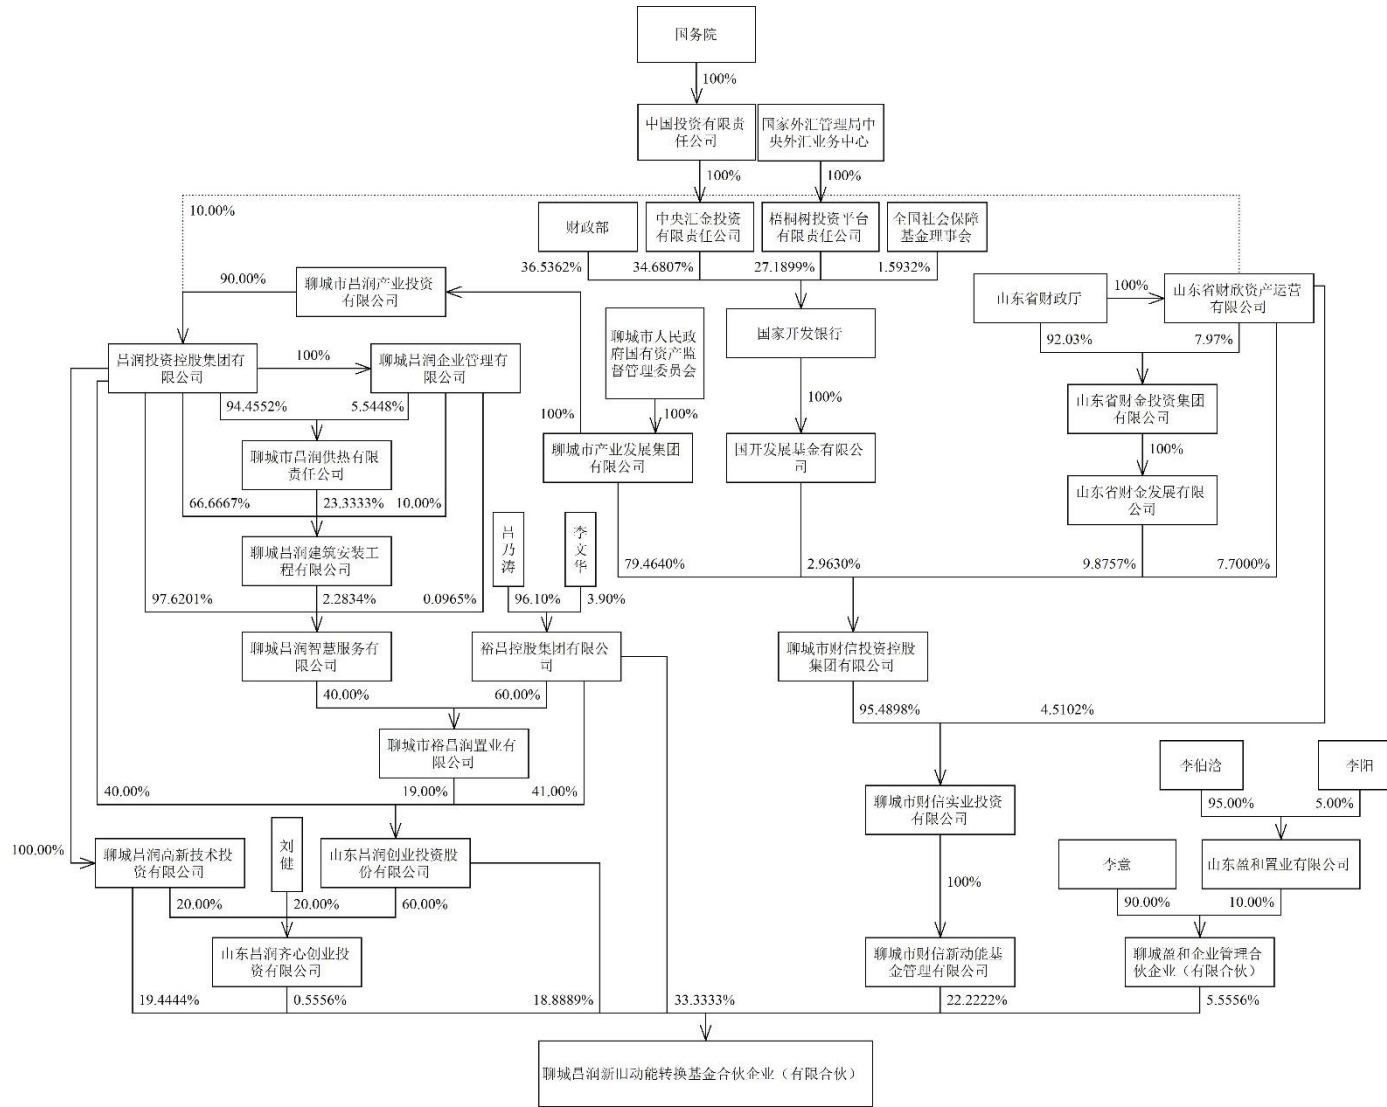 国务院
100%
中国投资有限责
任公司
国家外汇管理局中
央外汇业务中心
100%
100%
10.00%
财政部
中央汇金投资
有限责任公司
梧桐树投资平台
有限责任公司
全国社会保障
基金理事会
36.5362%
34.6807%
27.1899%
1.5932%
90.00%
聊城市昌润产业投资
有限公司
山东省财政厅
100%
山东省财欣资产运营
有限公司
聊城市人民政
府国有资产监
督管理委员会
国家开发银行
92.03%
7.97%
昌润投资控股集团有
限公司
100%
聊城昌润企业管理有
限公司
94.4552%
5.5448%
100%
100%
100%
山东省财金投资集团
有限公司
聊城市昌润供热有限
责任公司
聊城市产业发展集团
有限公司
国开发展基金有限公
司
100%
山东省财金发展有限
公司
66.6667%
23.3333%
10.00%
吕乃涛
李文华
聊城昌润建筑安装工
程有限公司
79.4640%
2.9630%
9.8757%
7.7000%
97.6201%
2.2834%
0.0965%
96.10%
3.90%
聊城昌润智慧服务有
限公司
裕昌控股集团有限公
司
聊城市财信投资控股
集团有限公司
40.00%
60.00%
95.4898%
4.5102%
聊城市裕昌润置业有
限公司
李伯涵
李阳
40.00%
19.00%
41.00%
聊城市财信实业投资
有限公司
95.00%
5.00%
100.00%
聊城昌润高新技术投
资有限公司
刘健
山东昌润创业投资股
份有限公司
李意
山东盈和置业有限公司
20.00%
20.00%
60.00%
100%
90.00%
10.00%
山东昌润齐心创业投
资有限公司
聊城市财信新动能基
金管理有限公司
聊城盈和企业管理合
伙企业（有限合伙）
19.4444%
0.5556%
18.8889%
33.3333%
22.2222%
5.5556%
聊城昌润新旧动能转换基金合伙企业（有限合伙）